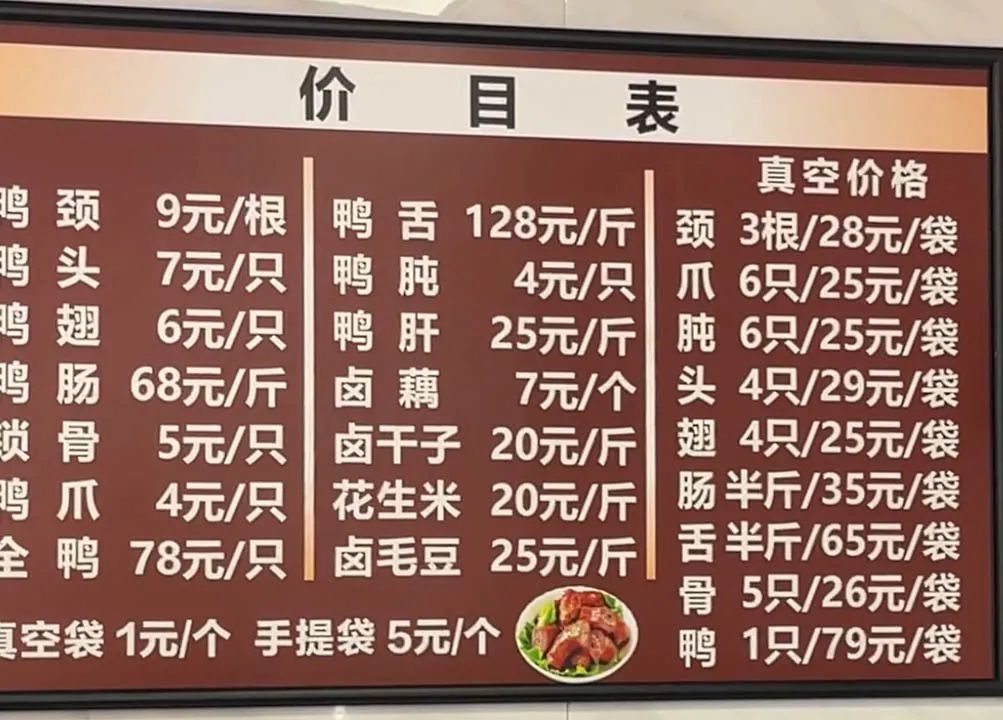 价目表
鸭颈 9元/根
鸭头 7元/只
鸭翅 6元/只
鸭肠 68元/斤
锁骨 5元/只
鸭爪 4元/只
全鸭 78元/只
鸭舌 128元/斤
鸭肫 4元/只
鸭肝 25元/斤
卤藕 7元/个
卤干子 20元/斤
花生米 20元/斤
卤毛豆 25元/斤
真空价格
颈 3根/28元/袋
爪 6只/25元/袋
肫 6只/25元/袋
头 4只/29元/袋
翅 4只/25元/袋
肠 半斤/35元/袋
舌 半斤/65元/袋
骨 5只/26元/袋
鸭 1只/79元/袋
真空袋 1元/个 手提袋 5元/个